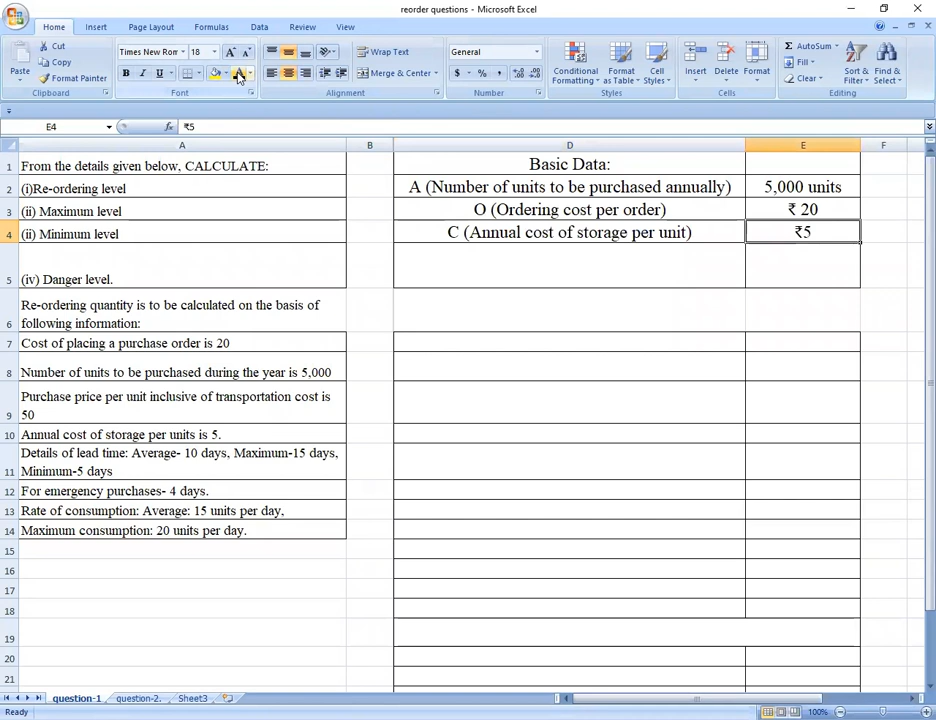 reorder questions - Microsoft Excel
Home Insert Page Layout Formulas Data Review View
Paste Cut Copy Format Painter
Times New Rom 18
B I U
Wrap Text
Merge & Center
General
$ % ,
Conditional Formatting Format as Table Cell Styles
Insert Delete Format
AutoSum Fill Clear
Sort & Filter Find & Select
Clipboard Font Alignment Number Styles Cells Editing
E4 fx ₹5
A B D E F
1 From the details given below, CALCULATE: Basic Data:
2 (i)Re-ordering level A (Number of units to be purchased annually) 5,000 units
3 (ii) Maximum level O (Ordering cost per order) ₹ 20
4 (ii) Minimum level C (Annual cost of storage per unit) ₹5
5 (iv) Danger level.
Re-ordering quantity is to be calculated on the basis of
6 following information:
7 Cost of placing a purchase order is 20
8 Number of units to be purchased during the year is 5,000
Purchase price per unit inclusive of transportation cost is
9 50
10 Annual cost of storage per units is 5.
Details of lead time: Average- 10 days, Maximum-15 days,
11 Minimum-5 days
12 For emergency purchases- 4 days.
13 Rate of consumption: Average: 15 units per day,
14 Maximum consumption: 20 units per day.
15
16
17
18
19
20
21
question-1 question-2. Sheet3
Ready 100%